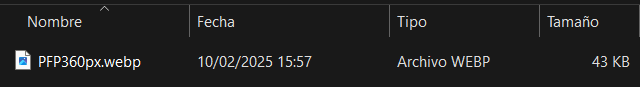 Nombre Fecha Tipo Tamaño
PFP360px.webp 10/02/2025 15:57 Archivo WEBP 43 KB